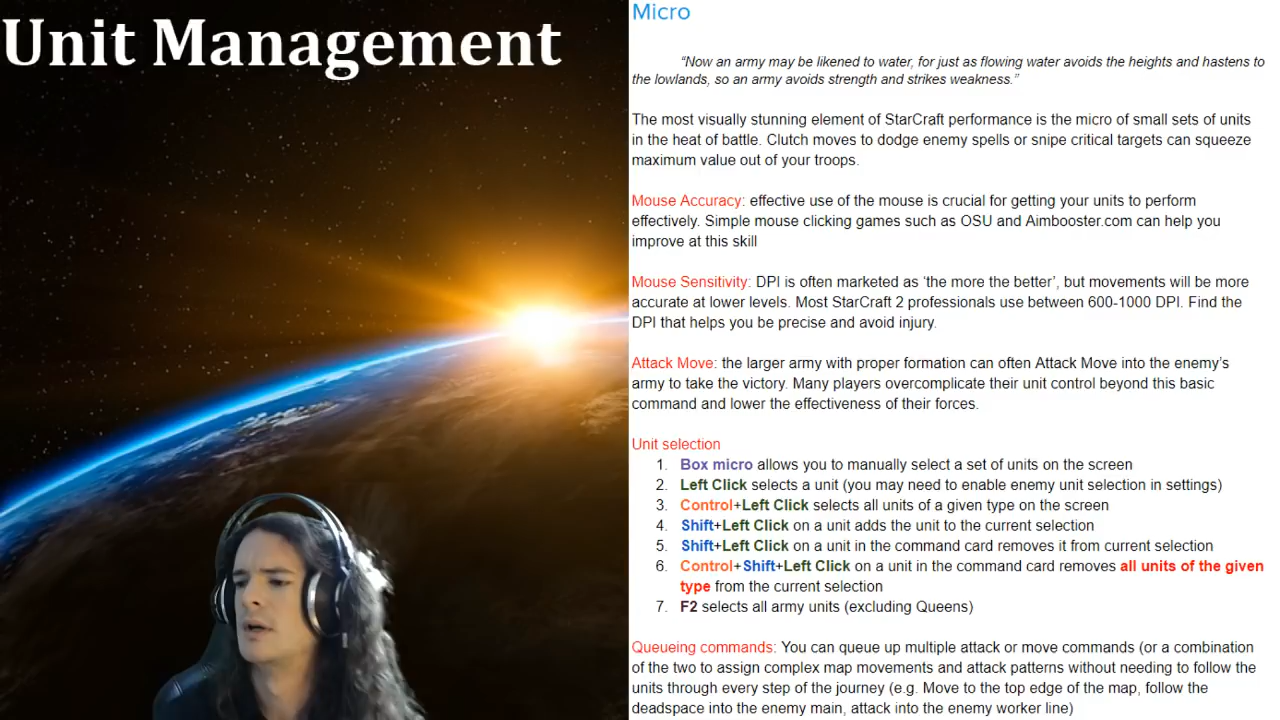 Unit Management
Micro
“Now an army may be likened to water, for just as flowing water avoids the heights and hastens to
the lowlands, so an army avoids strength and strikes weakness.”
The most visually stunning element of StarCraft performance is the micro of small sets of units
in the heat of battle. Clutch moves to dodge enemy spells or snipe critical targets can squeeze
maximum value out of your troops.
Mouse Accuracy: effective use of the mouse is crucial for getting your units to perform
effectively. Simple mouse clicking games such as OSU and Aimbooster.com can help you
improve at this skill
Mouse Sensitivity: DPI is often marketed as ‘the more the better’, but movements will be more
accurate at lower levels. Most StarCraft 2 professionals use between 600-1000 DPI. Find the
DPI that helps you be precise and avoid injury.
Attack Move: the larger army with proper formation can often Attack Move into the enemy’s
army to take the victory. Many players overcomplicate their unit control beyond this basic
command and lower the effectiveness of their forces.
Unit selection
1. Box micro allows you to manually select a set of units on the screen
2. Left Click selects a unit (you may need to enable enemy unit selection in settings)
3. Control+Left Click selects all units of a given type on the screen
4. Shift+Left Click on a unit adds the unit to the current selection
5. Shift+Left Click on a unit in the command card removes it from current selection
6. Control+Shift+Left Click on a unit in the command card removes all units of the given
type from the current selection
7. F2 selects all army units (excluding Queens)
Queueing commands: You can queue up multiple attack or move commands (or a combination
of the two to assign complex map movements and attack patterns without needing to follow the
units through every step of the journey (e.g. Move to the top edge of the map, follow the
deadspace into the enemy main, attack into the enemy worker line)